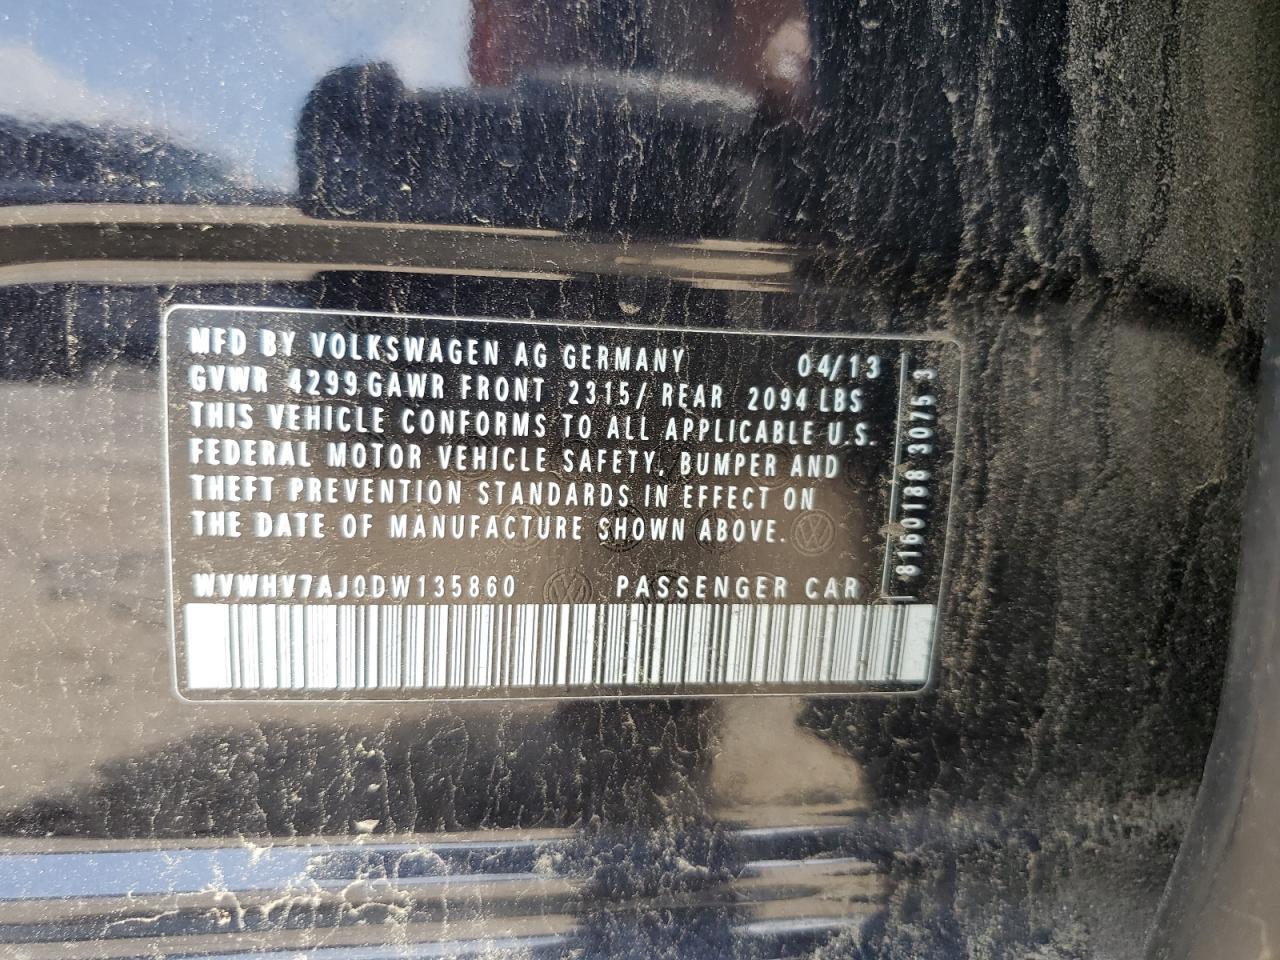 MFD BY VOLKSWAGEN AG GERMANY 04/13
GVWR 4299 GAWR FRONT 2315/ REAR 2094 LBS
THIS VEHICLE CONFORMS TO ALL APPLICABLE U.S.
FEDERAL MOTOR VEHICLE SAFETY, BUMPER AND
THEFT PREVENTION STANDARDS IN EFFECT ON
THE DATE OF MANUFACTURE SHOWN ABOVE.
WVWHV7AJ0DW135860 PASSENGER CAR
8160188 3075 3